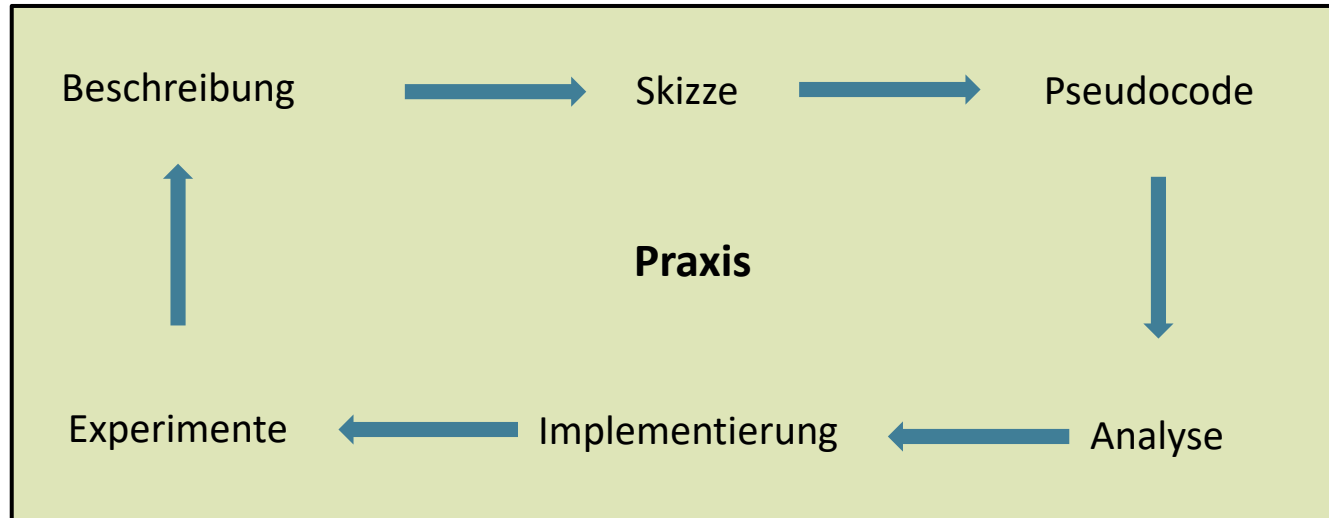 Beschreibung
Skizze
Pseudocode
Praxis
Experimente
Implementierung
Analyse